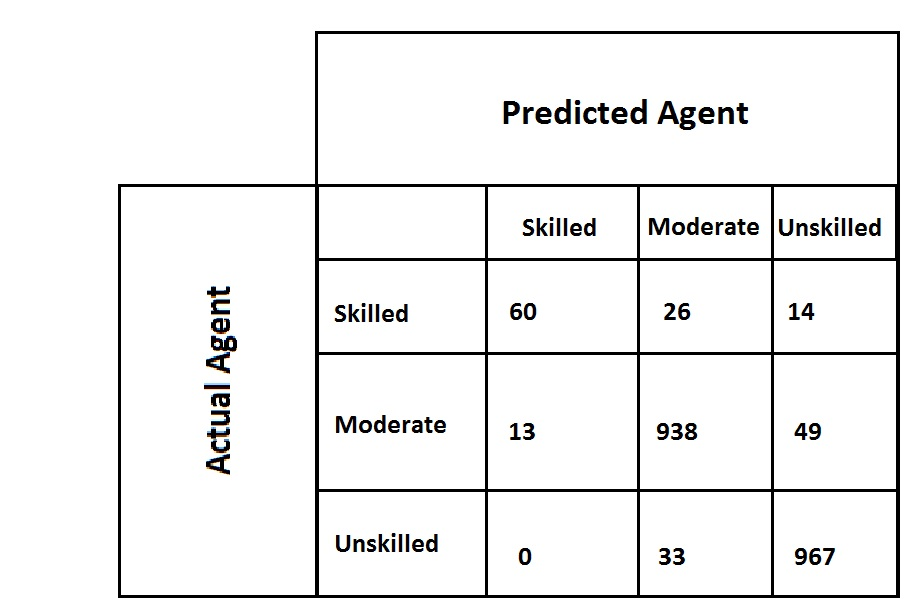 Predicted Agent
Actual Agent
Skilled Moderate Unskilled
Skilled 60 26 14
Moderate 13 938 49
Unskilled 0 33 967